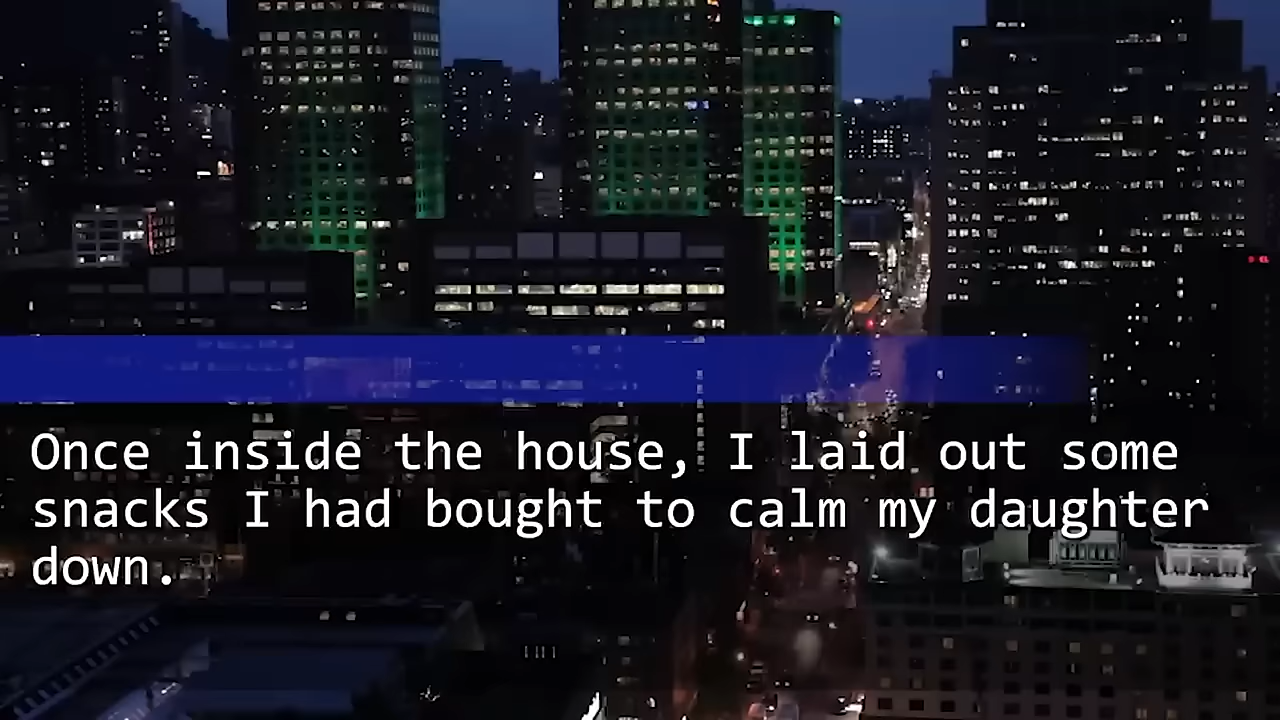 Once inside the house, I laid out some
snacks I had bought to calm my daughter
down.